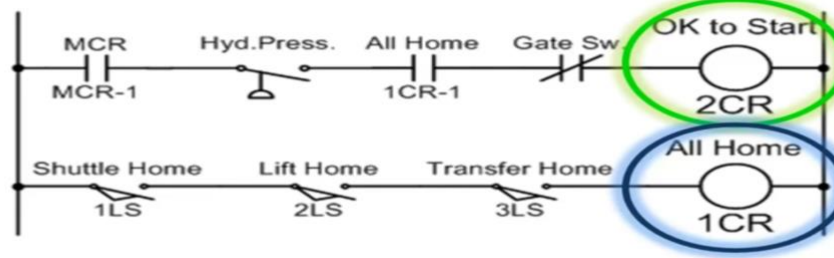 MCR Hyd.Press. All Home Gate Sw. OK to Start
MCR-1 1CR-1 2CR
Shuttle Home Lift Home Transfer Home All Home
1LS 2LS 3LS 1CR